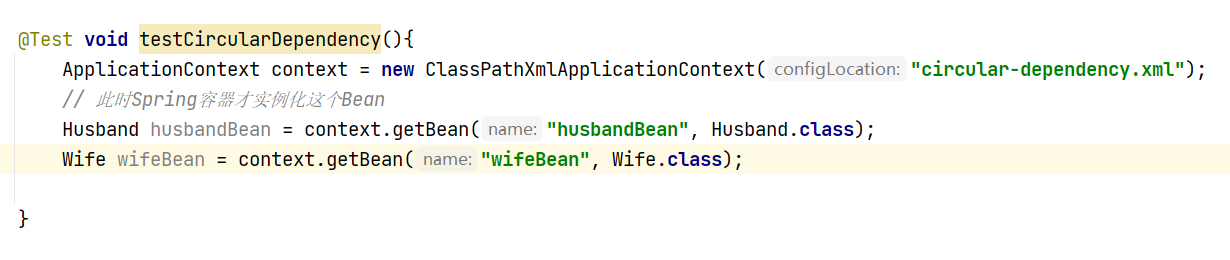 @Test void testCircularDependency(){
ApplicationContext context = new ClassPathXmlApplicationContext( configLocation: "circular-dependency.xml");
// 此时Spring容器才实例化这个Bean
Husband husbandBean = context.getBean( name: "husbandBean", Husband.class);
Wife wifeBean = context.getBean( name: "wifeBean", Wife.class);
}